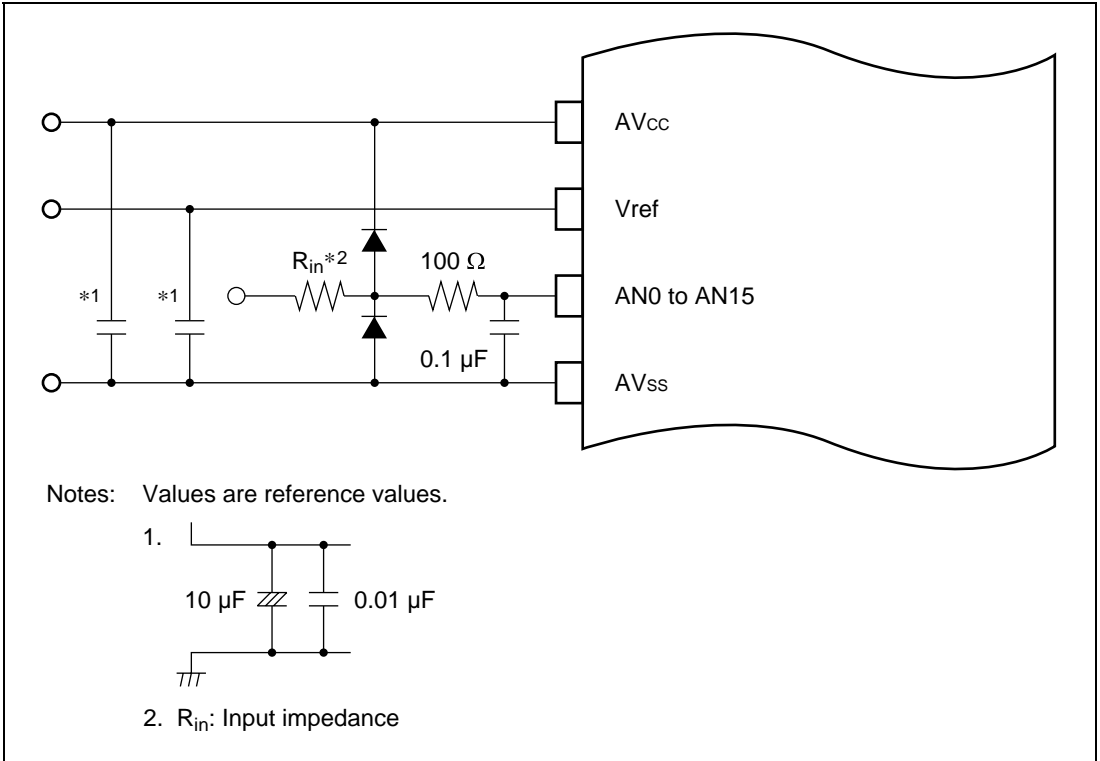 AVCC
Vref
Rin*2
100 Ω
*1
*1
AN0 to AN15
0.1 µF
AVSS
Notes: Values are reference values.
1.
10 µF
0.01 µF
2. Rin: Input impedance